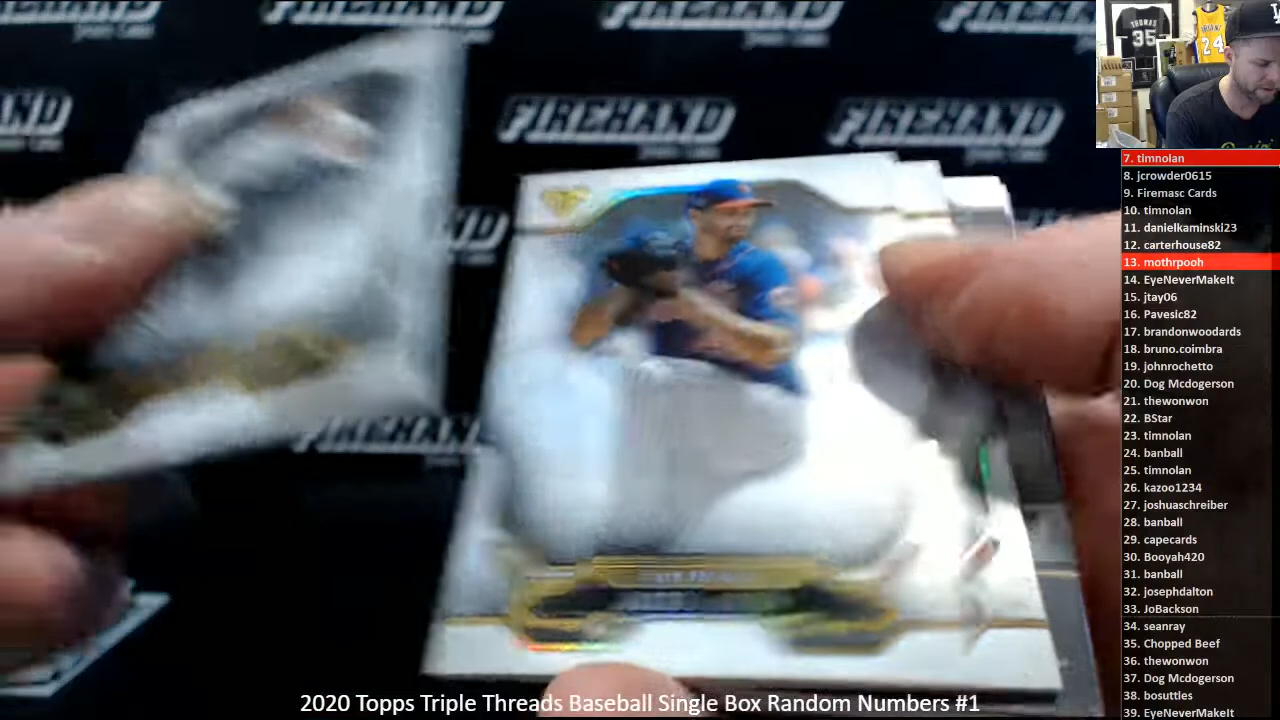 FIREHAND
FIREHAND
FIREHAND
FIREHAND
FIREHAND
THOMAS
35
24
7. timnolan
8. jcrowder0615
9. Firemasc Cards
10. timnolan
11. danielkaminski23
12. carterhouse82
13. mothrpooh
14. EyeNeverMakeIt
15. jtay06
16. Pavesic82
17. brandonwoodards
18. bruno.coimbra
19. johnrochetto
20. Dog Mcdogerson
21. thewonwon
22. BStar
23. timnolan
24. banball
25. timnolan
26. kazoo1234
27. joshuaschreiber
28. banball
29. capecards
30. Booyah420
31. banball
32. josephdalton
33. JoBackson
34. seanray
35. Chopped Beef
36. thewonwon
37. Dog Mcdogerson
38. bosuttles
39. EyeNeverMakeIt
2020 Topps Triple Threads Baseball Single Box Random Numbers #1